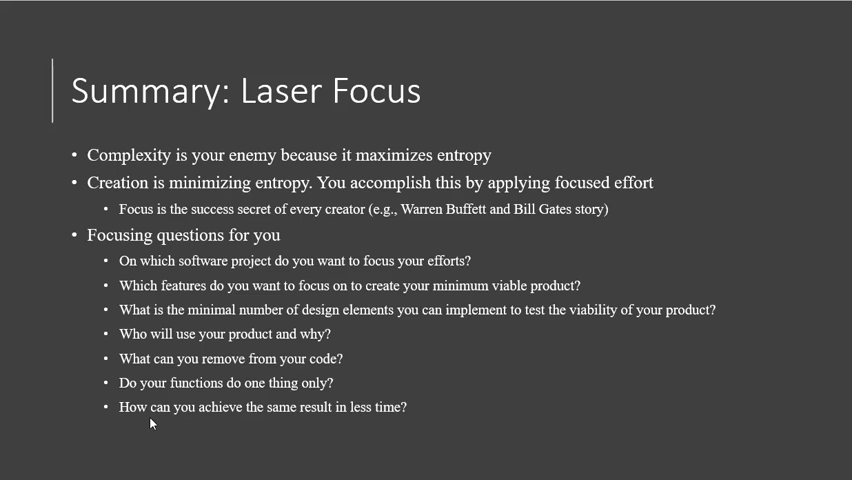 Summary: Laser Focus
• Complexity is your enemy because it maximizes entropy
• Creation is minimizing entropy. You accomplish this by applying focused effort
• Focus is the success secret of every creator (e.g., Warren Buffett and Bill Gates story)
• Focusing questions for you
• On which software project do you want to focus your efforts?
• Which features do you want to focus on to create your minimum viable product?
• What is the minimal number of design elements you can implement to test the viability of your product?
• Who will use your product and why?
• What can you remove from your code?
• Do your functions do one thing only?
• How can you achieve the same result in less time?